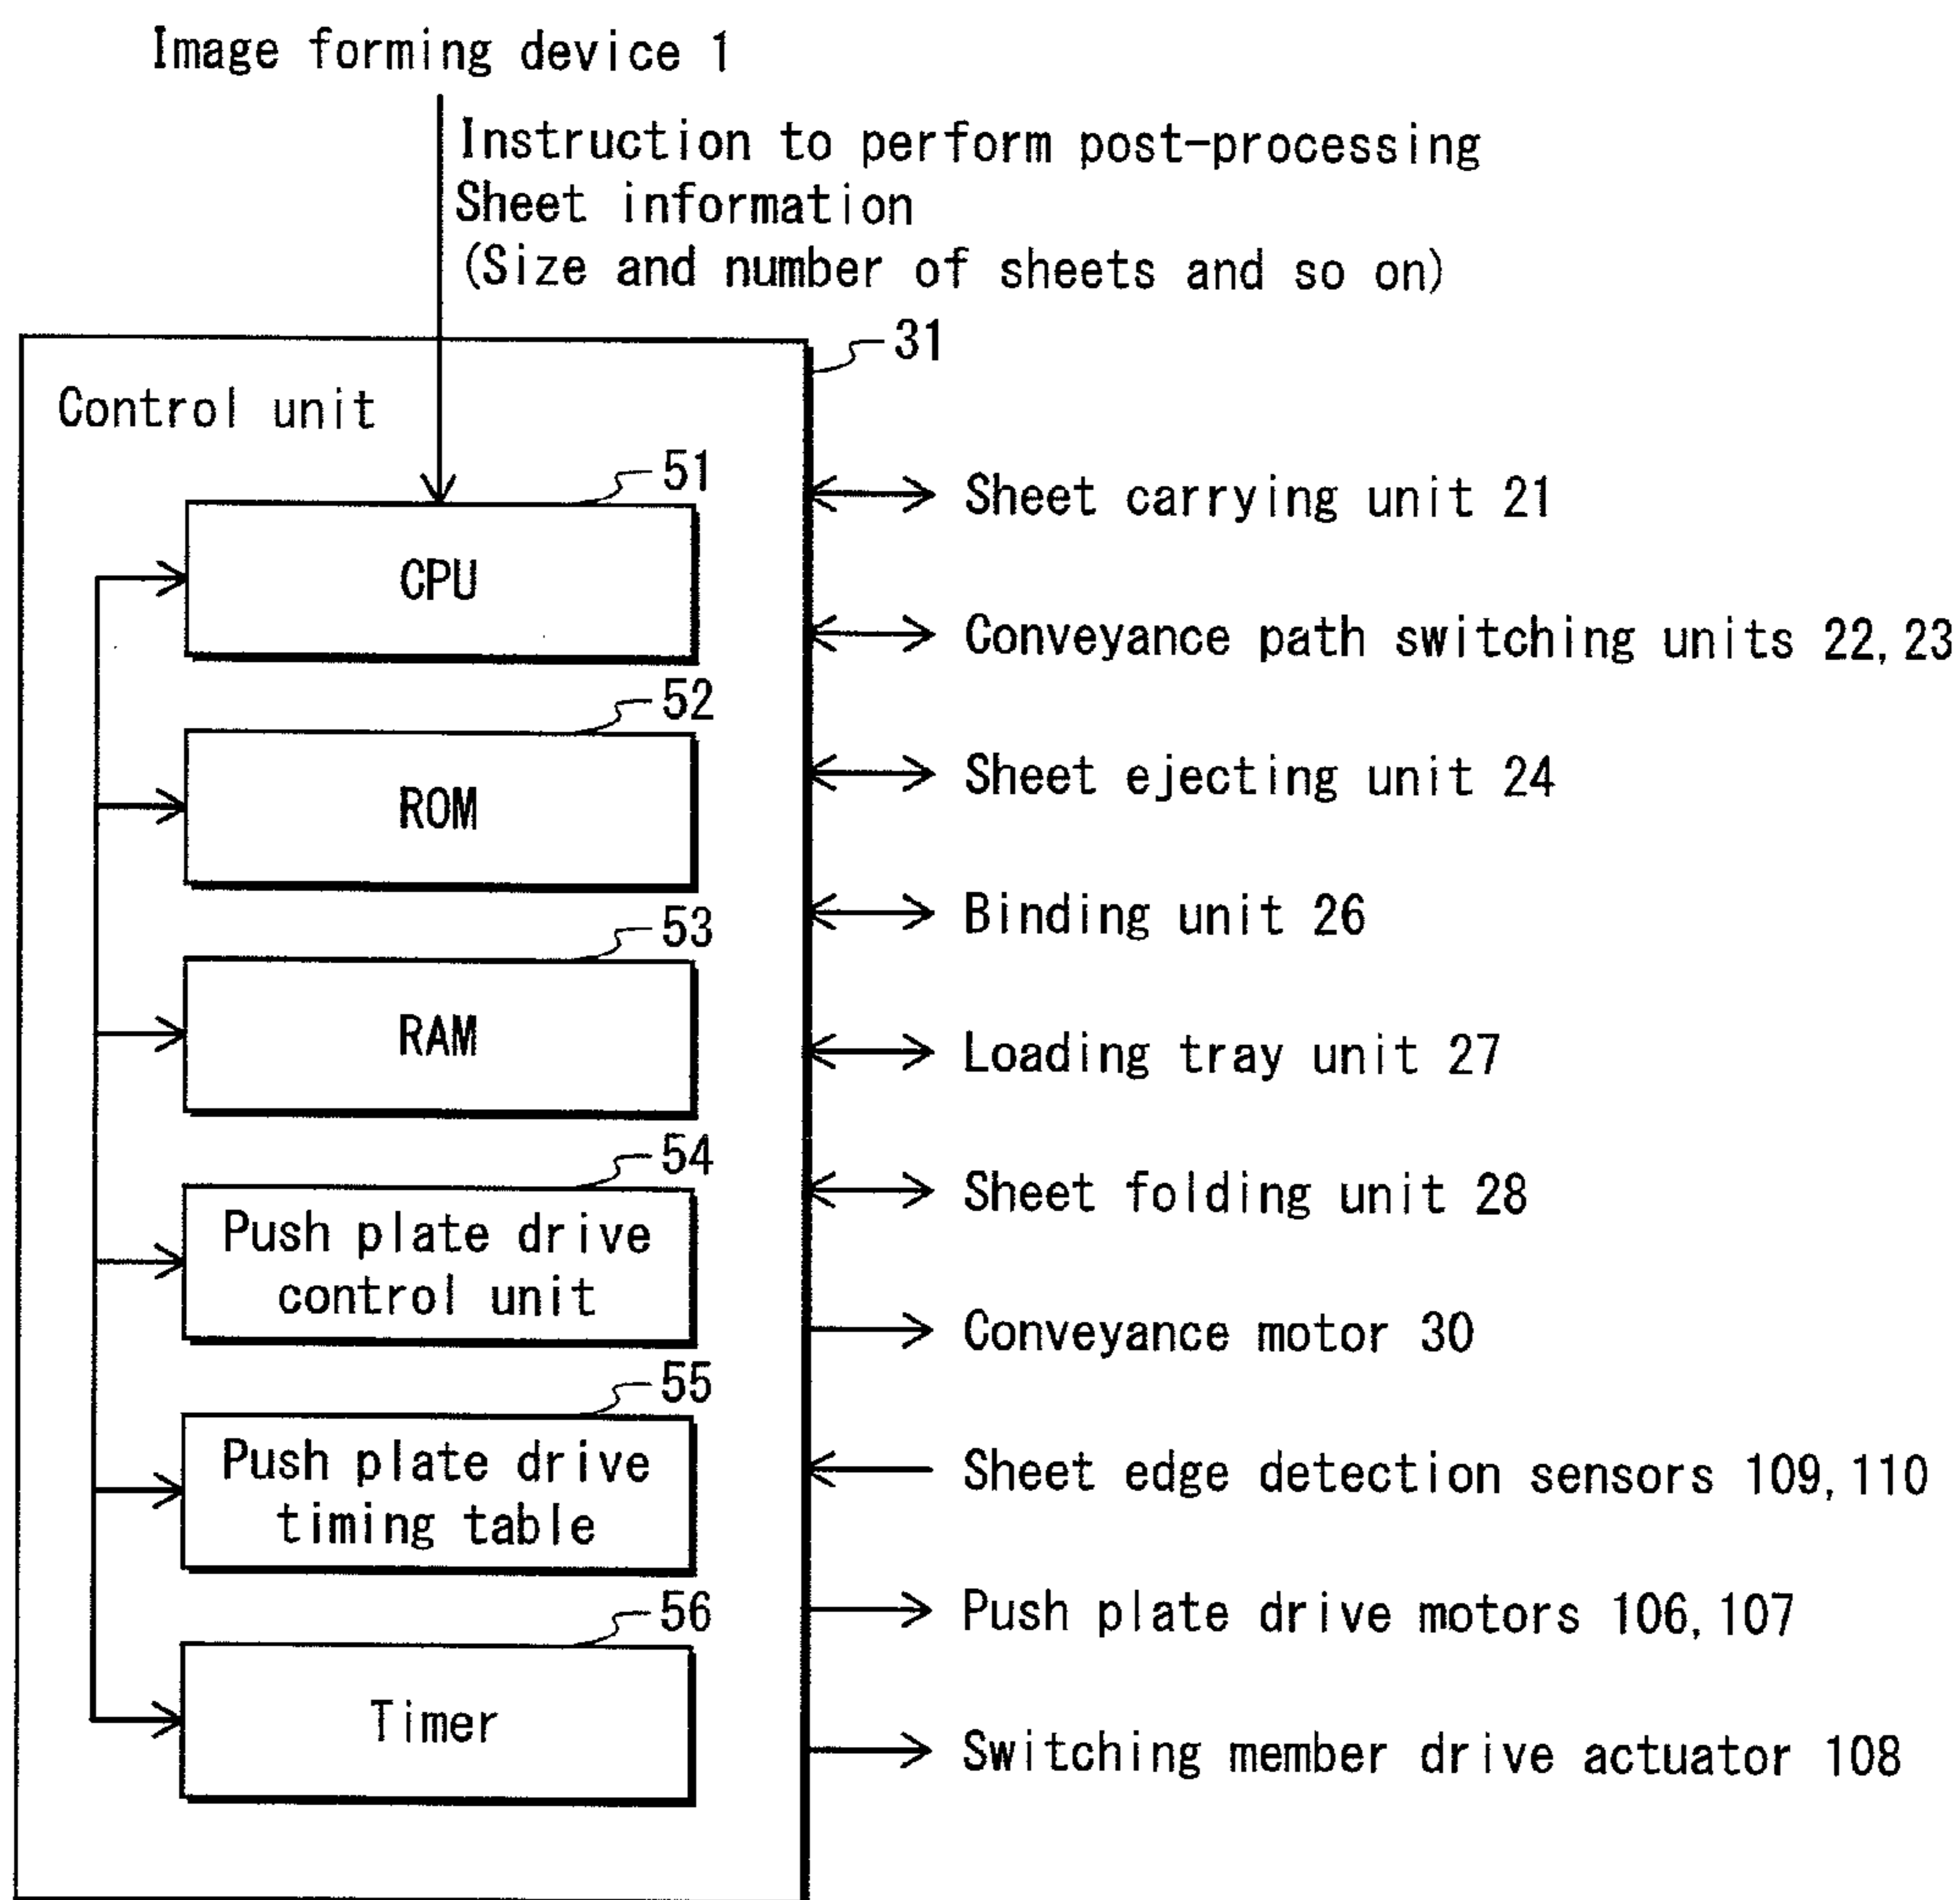 Image forming device 1
Instruction to perform post-processing
Sheet information
(Size and number of sheets and so on)
31
Control unit
51
CPU
52
ROM
53
RAM
54
Push plate drive
control unit
55
Push plate drive
timing table
56
Timer
Sheet carrying unit 21
Conveyance path switching units 22, 23
Sheet ejecting unit 24
Binding unit 26
Loading tray unit 27
Sheet folding unit 28
Conveyance motor 30
Sheet edge detection sensors 109, 110
Push plate drive motors 106, 107
Switching member drive actuator 108